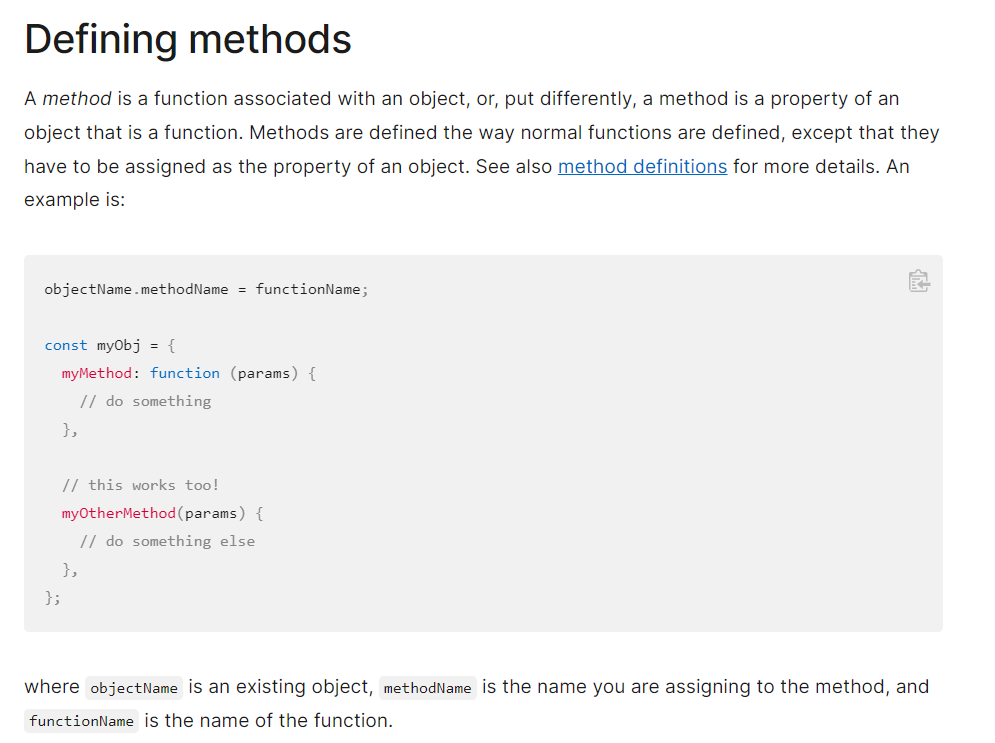 Defining methods
A method is a function associated with an object, or, put differently, a method is a property of an
object that is a function. Methods are defined the way normal functions are defined, except that they
have to be assigned as the property of an object. See also method definitions for more details. An
example is:
objectName.methodName = functionName;
const myObj = {
  myMethod: function (params) {
    // do something
  },
  // this works too!
  myOtherMethod(params) {
    // do something else
  },
};
where objectName is an existing object, methodName is the name you are assigning to the method, and
functionName is the name of the function.